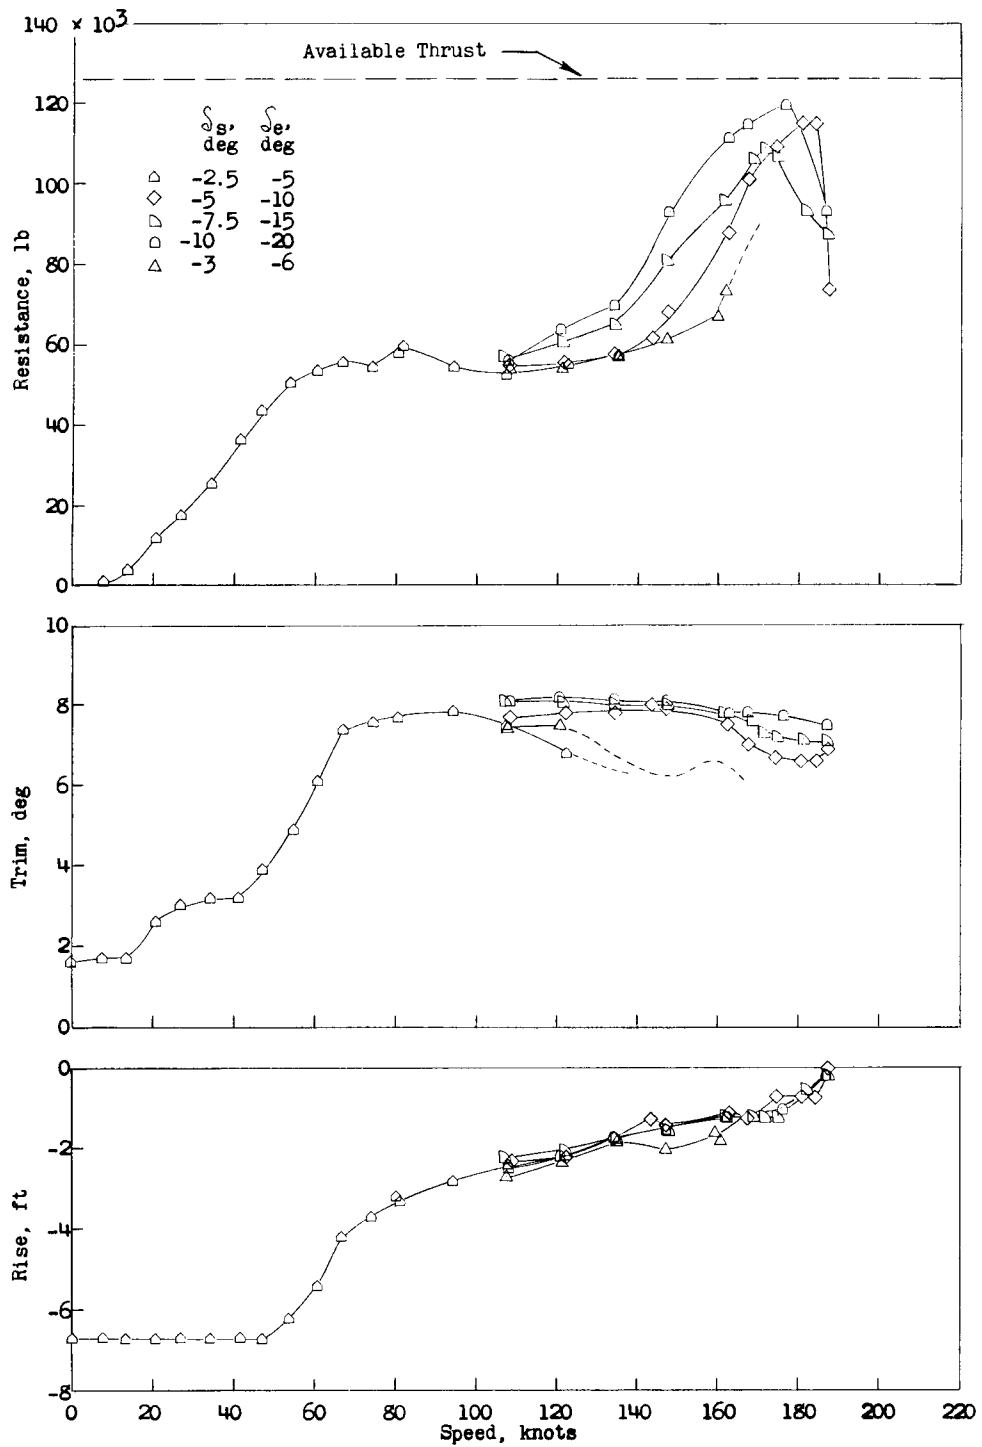 140 × 10³
Available Thrust
120
100
80
60
40
20
0
Resistance, lb
δs, δe,
deg deg
-2.5 -5
-5 -10
-7.5 -15
-10 -20
-3 -6
10
8
6
4
2
0
Trim, deg
0
-2
-4
-6
-8
Rise, ft
0 20 40 60 80 100 120 140 160 180 200 220
Speed, knots